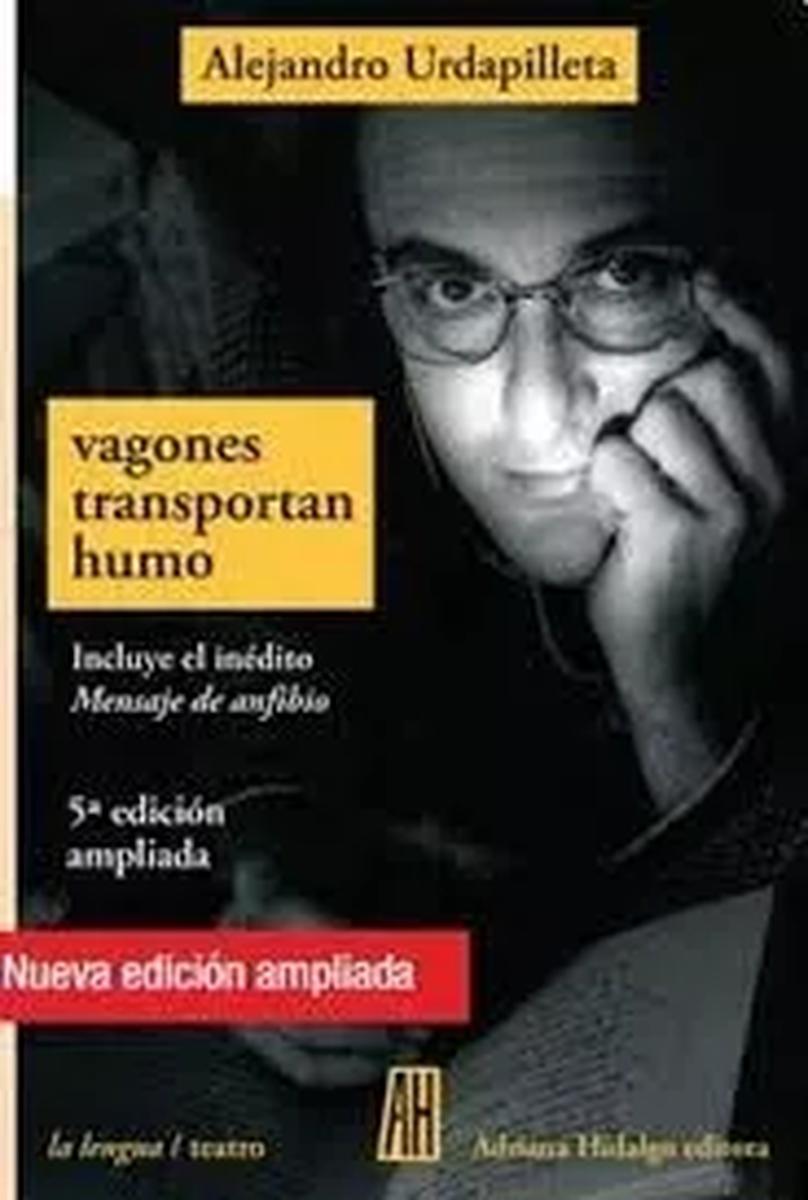 Alejandro Urdapilleta
vagones
transportan
humo
Incluye el inédito
Mensaje de anfibio
5ª edición
ampliada
Nueva edición ampliada
AH
la lengua / teatro
Adriana Hidalgo editora